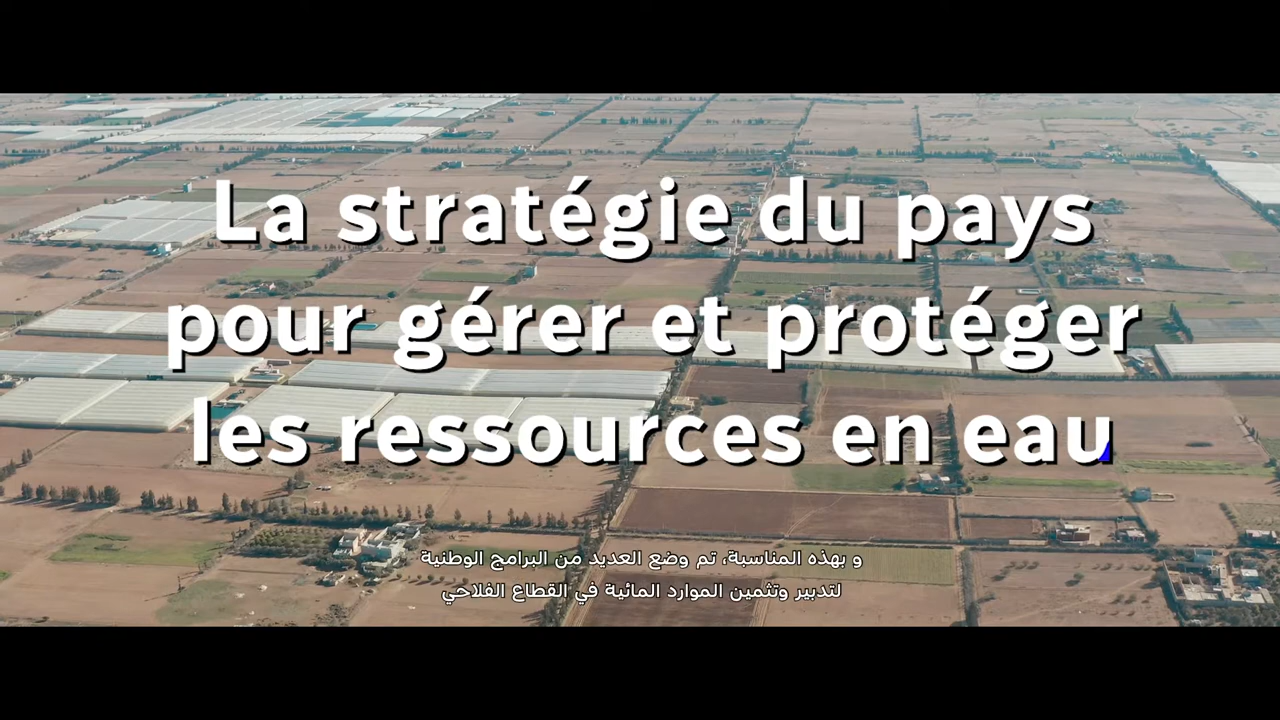 La stratégie du pays
pour gérer et protéger
les ressources en eau
و بهذه المناسبة، تم وضع العديد من البرامج الوطنية
لتدبير وتثمين الموارد المائية في القطاع الفلاحي